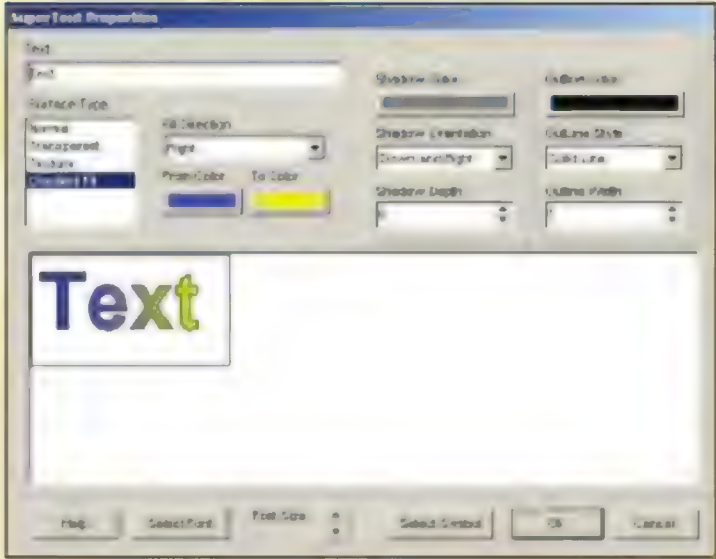 SuperText Properties
Text
Text
Surface Type
Normal
Transparent
Texture
Gradient Fill
Fill Direction
Right
From Color
To Color
Shadow Color
Shadow Orientation
Down and Right
Shadow Depth
Outline Color
Outline Style
Solid Line
Outline Width
Text
Help
Select Font
Font Size
Select Symbol
OK
Cancel